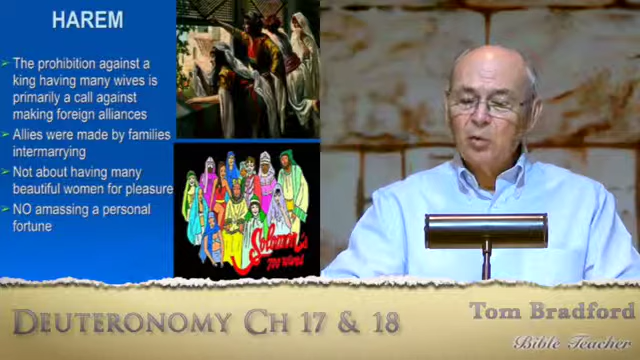 HAREM
The prohibition against a
king having many wives is
primarily a call against
making foreign alliances
Allies were made by families
intermarrying
Not about having many
beautiful women for pleasure
NO amassing a personal
fortune
Solomon's
700 wives
DEUTERONOMY CH 17 & 18
Tom Bradford
Bible Teacher